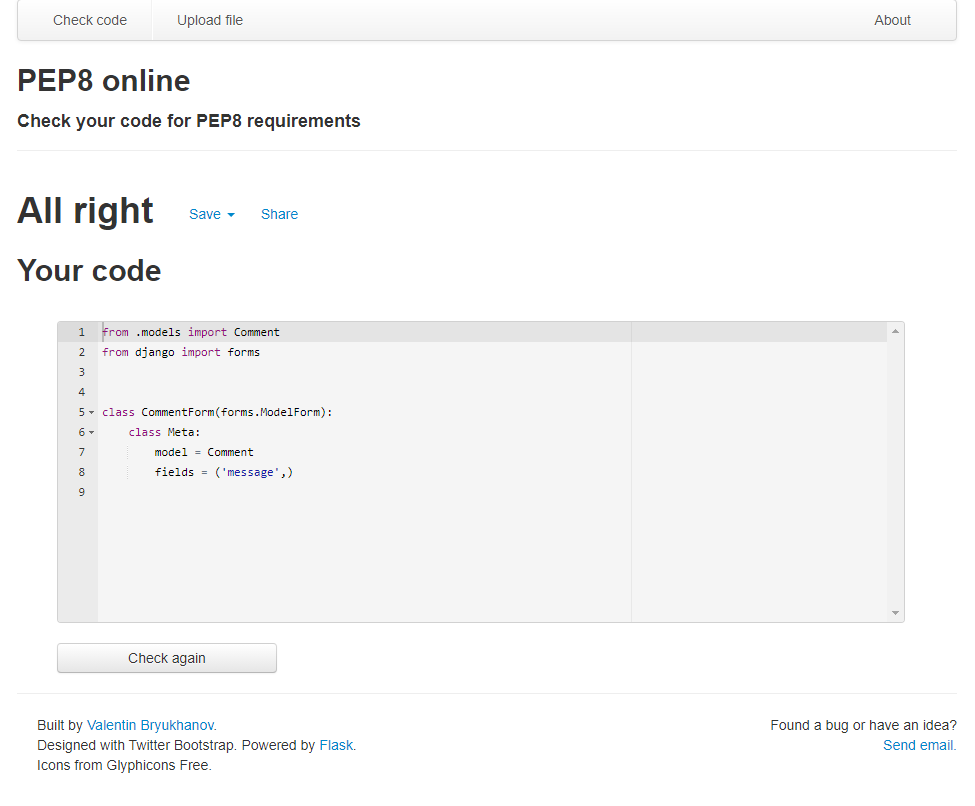 Check code Upload file About
PEP8 online
Check your code for PEP8 requirements
All right Save Share
Your code
1 from .models import Comment
2 from django import forms
3
4
5 class CommentForm(forms.ModelForm):
6     class Meta:
7         model = Comment
8         fields = ('message',)
9
Check again
Built by Valentin Bryukhanov. Found a bug or have an idea?
Designed with Twitter Bootstrap. Powered by Flask. Send email.
Icons from Glyphicons Free.